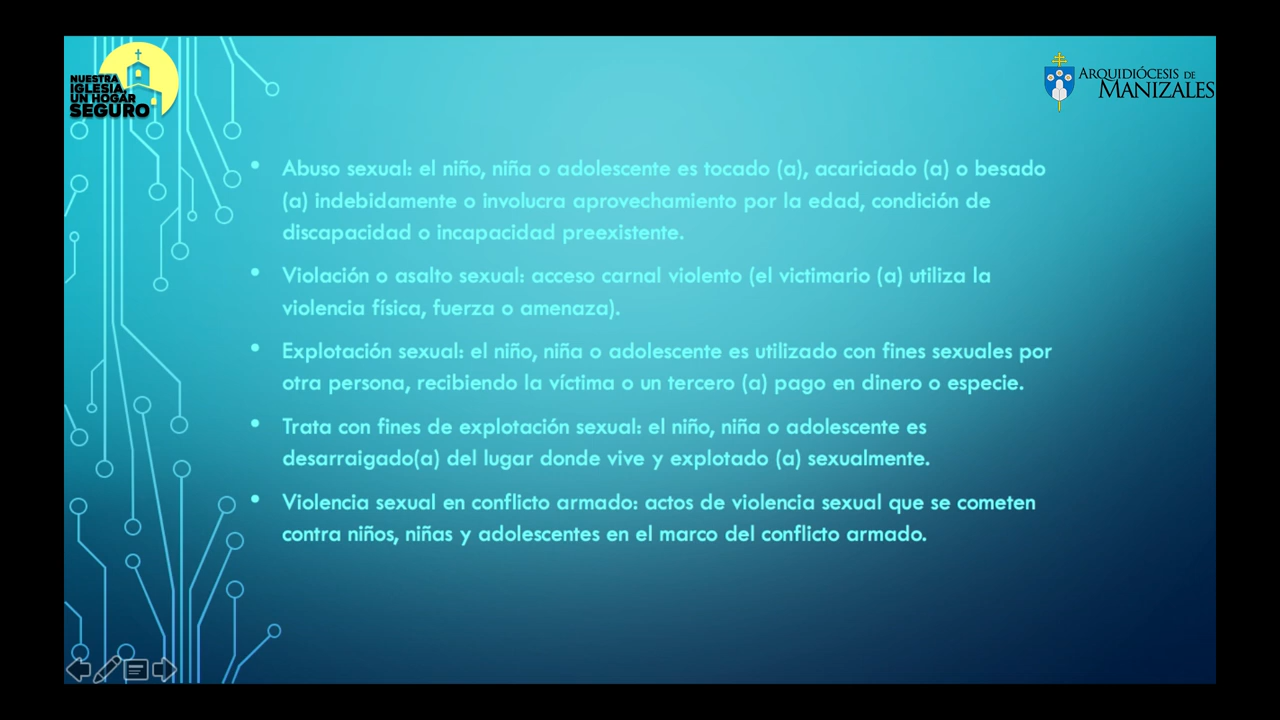 NUESTRA
IGLESIA,
UN HOGAR
SEGURO
ARQUIDIÓCESIS DE
MANIZALES
• Abuso sexual: el niño, niña o adolescente es tocado (a), acariciado (a) o besado
(a) indebidamente o involucra aprovechamiento por la edad, condición de
discapacidad o incapacidad preexistente.
• Violación o asalto sexual: acceso carnal violento (el victimario (a) utiliza la
violencia física, fuerza o amenaza).
• Explotación sexual: el niño, niña o adolescente es utilizado con fines sexuales por
otra persona, recibiendo la víctima o un tercero (a) pago en dinero o especie.
• Trata con fines de explotación sexual: el niño, niña o adolescente es
desarraigado(a) del lugar donde vive y explotado (a) sexualmente.
• Violencia sexual en conflicto armado: actos de violencia sexual que se cometen
contra niños, niñas y adolescentes en el marco del conflicto armado.